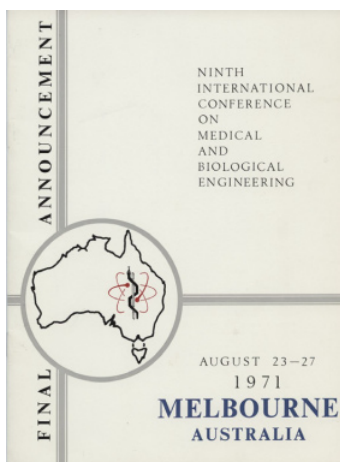 FINAL ANNOUNCEMENT
NINTH
INTERNATIONAL
CONFERENCE
ON
MEDICAL
AND
BIOLOGICAL
ENGINEERING
AUGUST 23—27
1971
MELBOURNE
AUSTRALIA